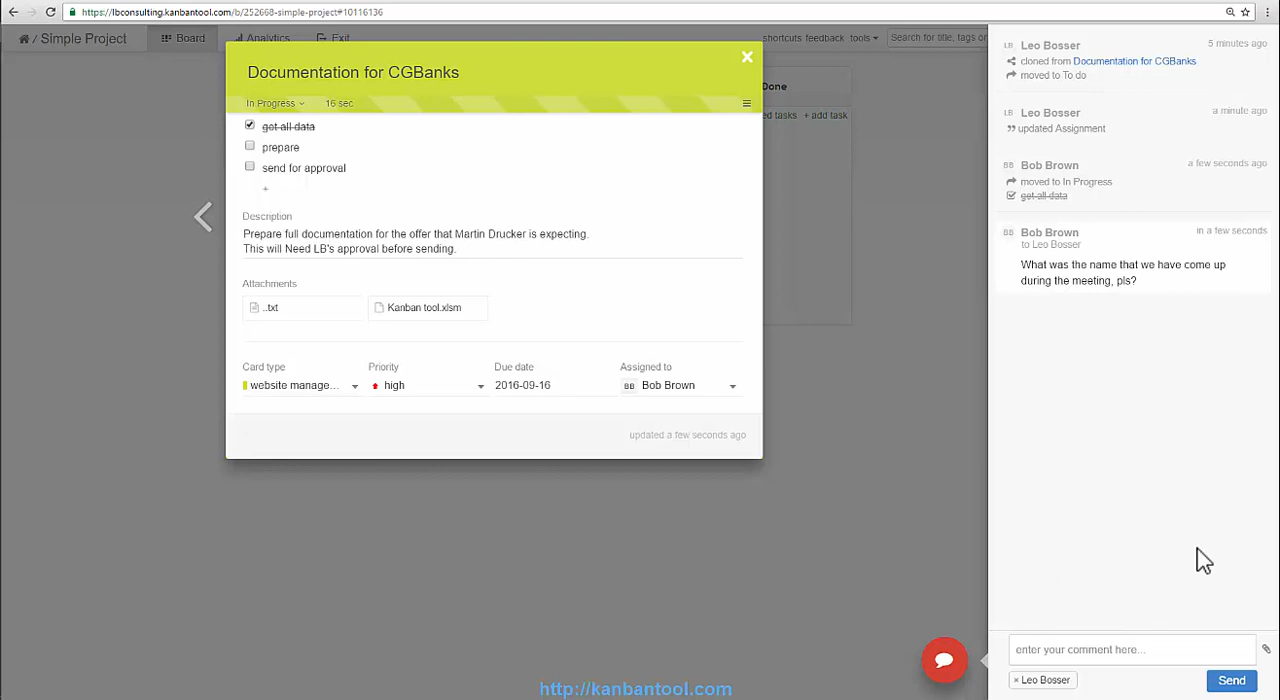 https://lbconsulting.kanbantool.com/b/252668-simple-project#10116136
/ Simple Project
Board
Analytics
Exit
shortcuts feedback tools
Search for title, tags or
Documentation for CGBanks
In Progress
16 sec
get all data
prepare
send for approval
+
Description
Prepare full documentation for the offer that Martin Drucker is expecting.
This will Need LB's approval before sending.
Attachments
..txt
Kanban tool.xlsm
Card type
Priority
Due date
Assigned to
website manage...
high
2016-09-16
BB Bob Brown
updated a few seconds ago
Done
ed tasks + add task
LB Leo Bosser 5 minutes ago
cloned from Documentation for CGBanks
moved to To do
LB Leo Bosser a minute ago
updated Assignment
BB Bob Brown a few seconds ago
moved to In Progress
get all data
BB Bob Brown in a few seconds
to Leo Bosser
What was the name that we have come up
during the meeting, pls?
enter your comment here...
× Leo Bosser
Send
http://kanbantool.com